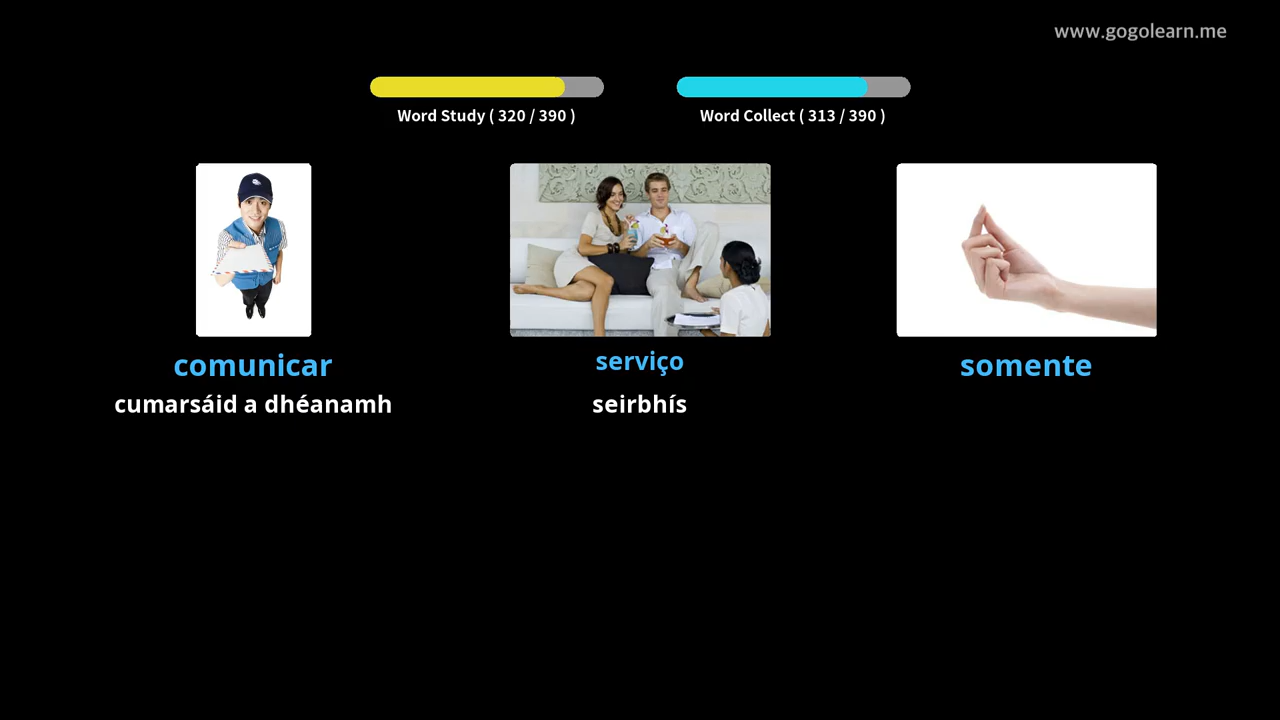 www.gogolearn.me
Word Study ( 320 / 390 )
Word Collect ( 313 / 390 )
comunicar
cumarsáid a dhéanamh
serviço
seirbhís
somente